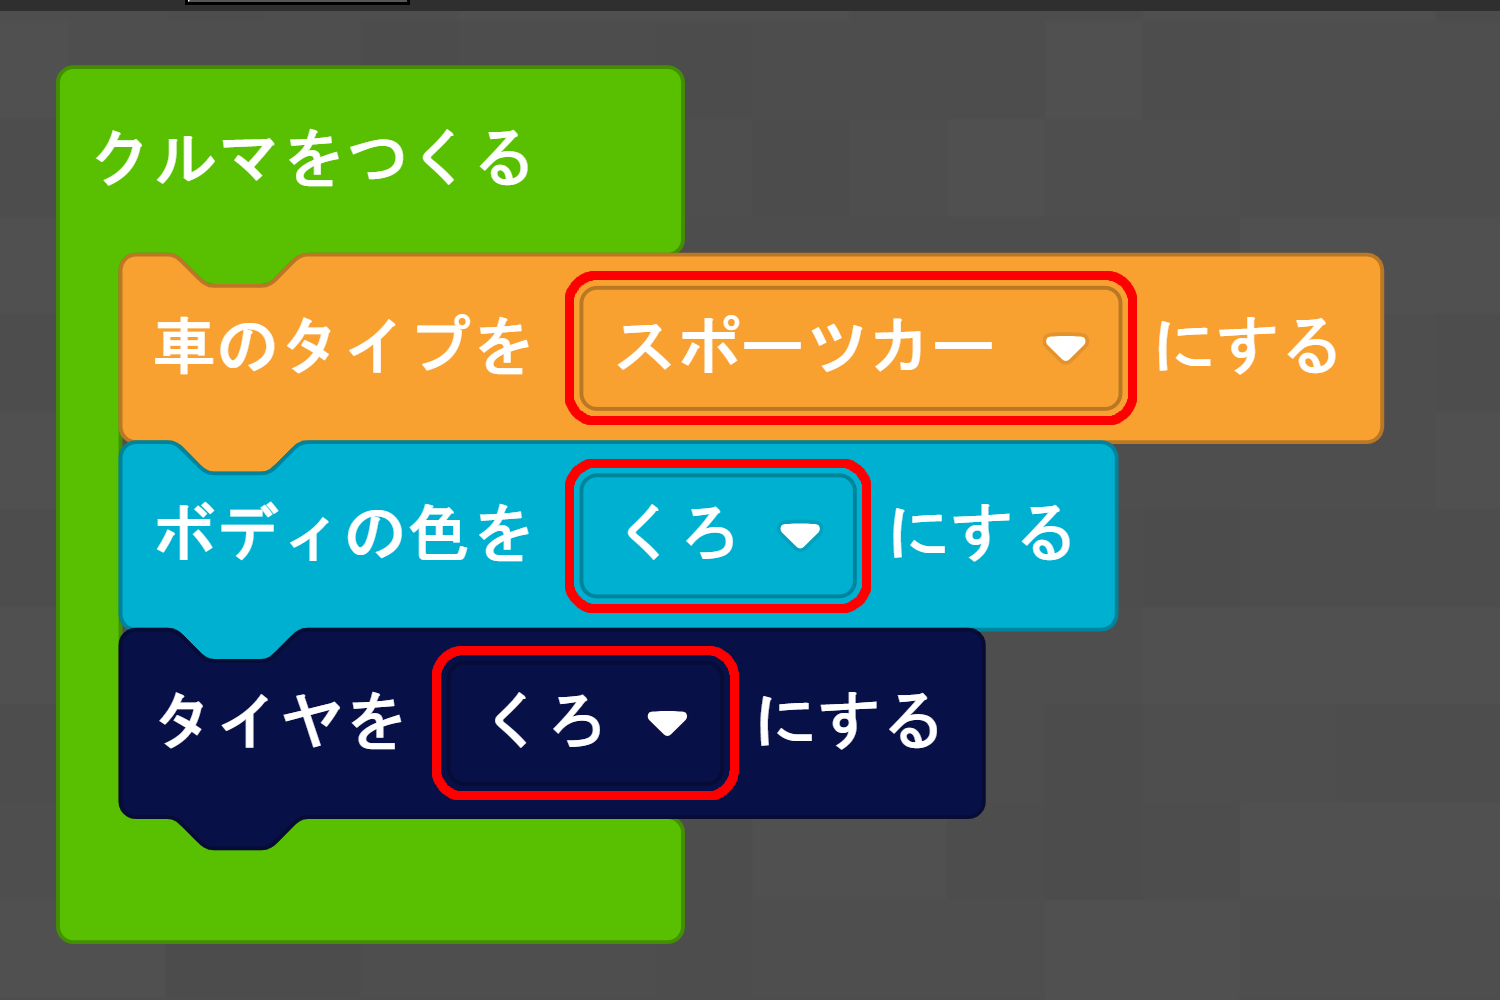 クルマをつくる
車のタイプを スポーツカー にする
ボディの色を くろ にする
タイヤを くろ にする